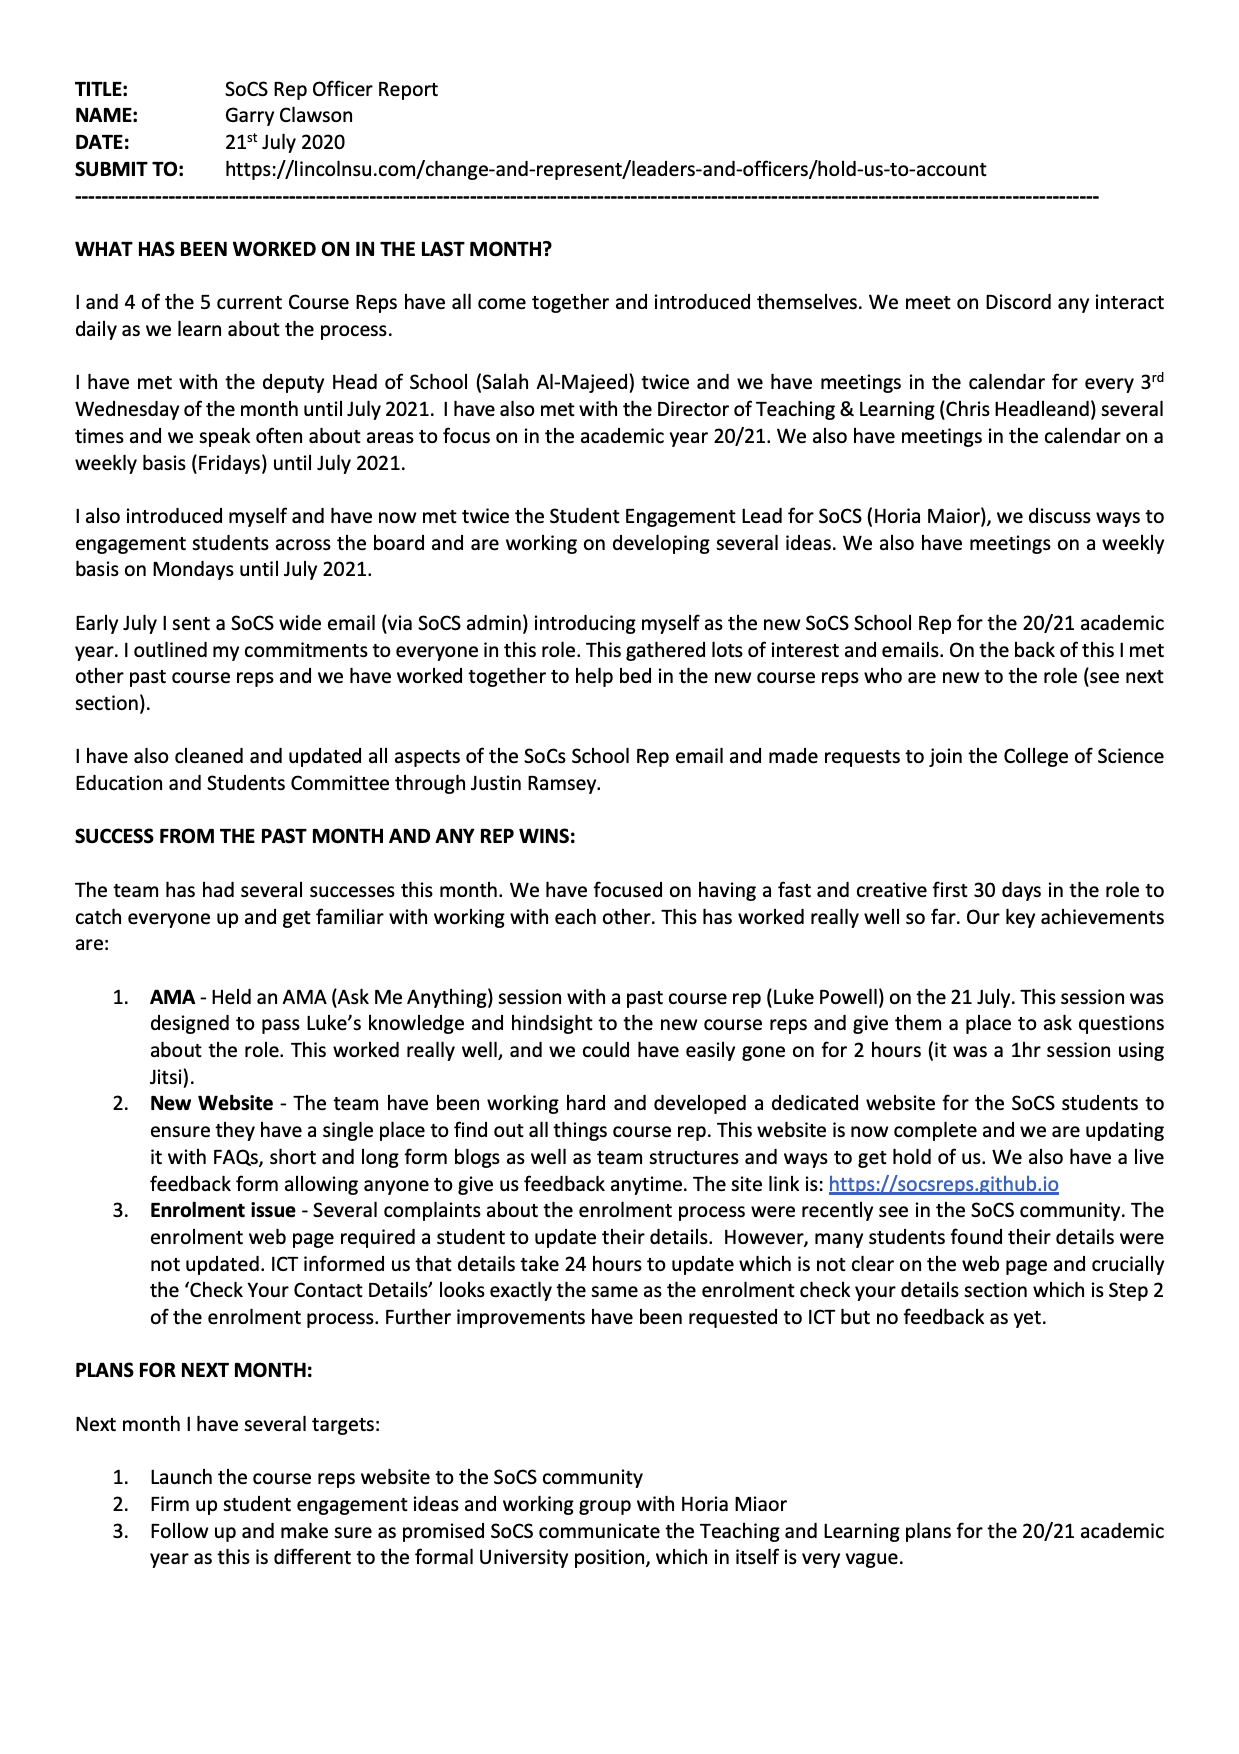 TITLE: SoCS Rep Officer Report
NAME: Garry Clawson
DATE: 21st July 2020
SUBMIT TO: https://lincolnsu.com/change-and-represent/leaders-and-officers/hold-us-to-account
----------------------------------------------------------------------------------------------------------------------------------------------------------
WHAT HAS BEEN WORKED ON IN THE LAST MONTH?
I and 4 of the 5 current Course Reps have all come together and introduced themselves. We meet on Discord any interact
daily as we learn about the process.
I have met with the deputy Head of School (Salah Al-Majeed) twice and we have meetings in the calendar for every 3rd
Wednesday of the month until July 2021. I have also met with the Director of Teaching & Learning (Chris Headleand) several
times and we speak often about areas to focus on in the academic year 20/21. We also have meetings in the calendar on a
weekly basis (Fridays) until July 2021.
I also introduced myself and have now met twice the Student Engagement Lead for SoCS (Horia Maior), we discuss ways to
engagement students across the board and are working on developing several ideas. We also have meetings on a weekly
basis on Mondays until July 2021.
Early July I sent a SoCS wide email (via SoCS admin) introducing myself as the new SoCS School Rep for the 20/21 academic
year. I outlined my commitments to everyone in this role. This gathered lots of interest and emails. On the back of this I met
other past course reps and we have worked together to help bed in the new course reps who are new to the role (see next
section).
I have also cleaned and updated all aspects of the SoCs School Rep email and made requests to join the College of Science
Education and Students Committee through Justin Ramsey.
SUCCESS FROM THE PAST MONTH AND ANY REP WINS:
The team has had several successes this month. We have focused on having a fast and creative first 30 days in the role to
catch everyone up and get familiar with working with each other. This has worked really well so far. Our key achievements
are:
1. AMA - Held an AMA (Ask Me Anything) session with a past course rep (Luke Powell) on the 21 July. This session was
designed to pass Luke’s knowledge and hindsight to the new course reps and give them a place to ask questions
about the role. This worked really well, and we could have easily gone on for 2 hours (it was a 1hr session using
Jitsi).
2. New Website - The team have been working hard and developed a dedicated website for the SoCS students to
ensure they have a single place to find out all things course rep. This website is now complete and we are updating
it with FAQs, short and long form blogs as well as team structures and ways to get hold of us. We also have a live
feedback form allowing anyone to give us feedback anytime. The site link is: https://socsreps.github.io
3. Enrolment issue - Several complaints about the enrolment process were recently see in the SoCS community. The
enrolment web page required a student to update their details. However, many students found their details were
not updated. ICT informed us that details take 24 hours to update which is not clear on the web page and crucially
the ‘Check Your Contact Details’ looks exactly the same as the enrolment check your details section which is Step 2
of the enrolment process. Further improvements have been requested to ICT but no feedback as yet.
PLANS FOR NEXT MONTH:
Next month I have several targets:
1. Launch the course reps website to the SoCS community
2. Firm up student engagement ideas and working group with Horia Miaor
3. Follow up and make sure as promised SoCS communicate the Teaching and Learning plans for the 20/21 academic
year as this is different to the formal University position, which in itself is very vague.